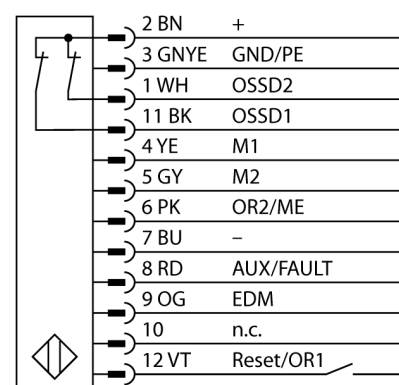 2 BN +
3 GNYE GND/PE
1 WH OSSD2
11 BK OSSD1
4 YE M1
5 GY M2
6 PK OR2/ME
7 BU –
8 RD AUX/FAULT
9 OG EDM
10 n.c.
12 VT Reset/OR1